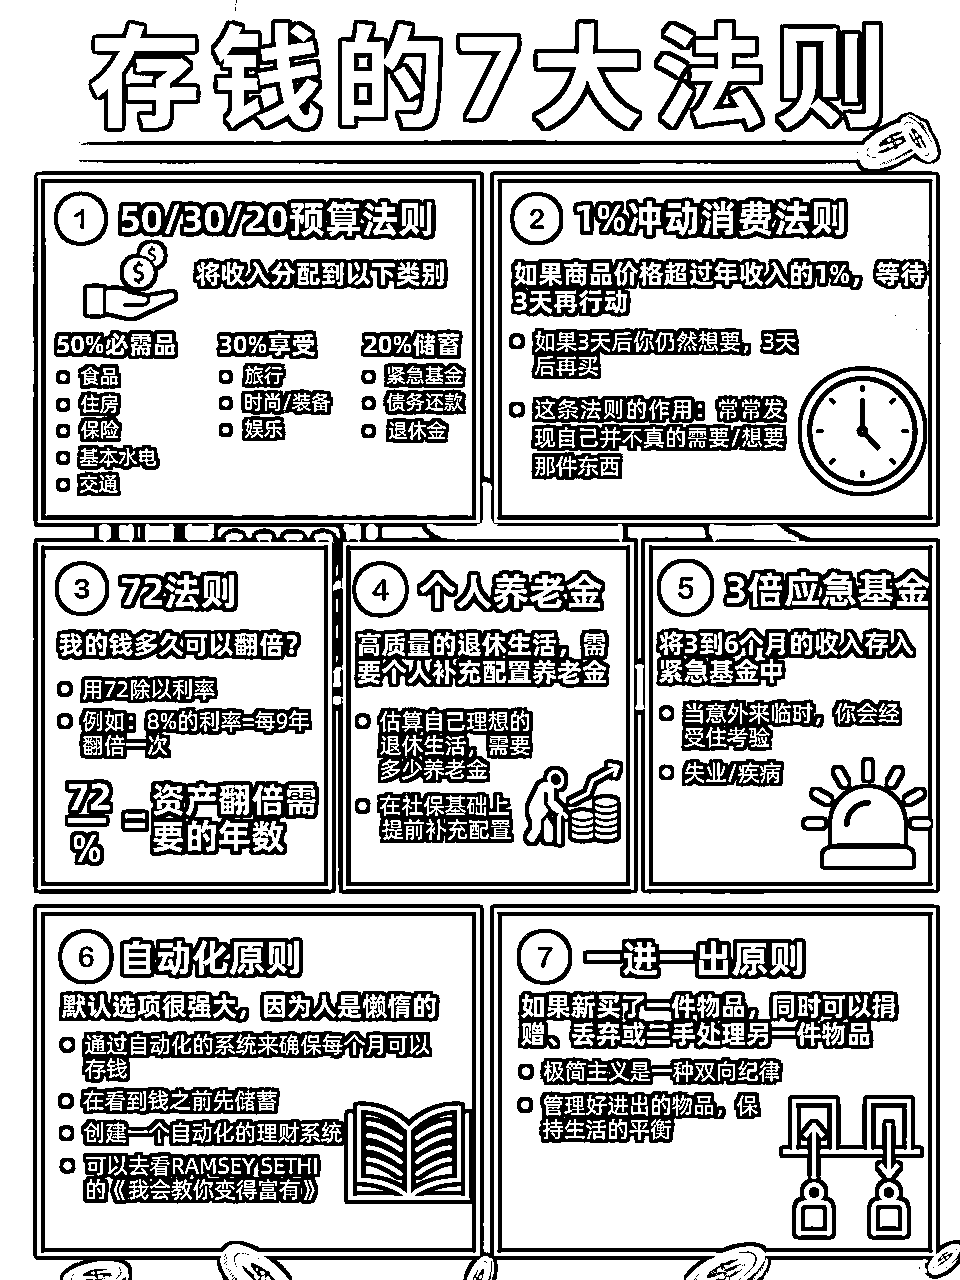 存钱的7大法则
1 50/30/20预算法则
将收入分配到以下类别
50%必需品
食品
住房
保险
基本水电
交通
30%享受
旅行
时尚/装备
娱乐
20%储蓄
紧急基金
债务还款
退休金
2 1%冲动消费法则
如果商品价格超过年收入的1%，等待
3天再行动
如果3天后你仍然想要，3天
后再买
这条法则的作用：常常发
现自己并不真的需要/想要
那件东西
3 72法则
我的钱多久可以翻倍？
用72除以利率
例如：8%的利率=每9年
翻倍一次
72
% = 资产翻倍需
要的年数
4 个人养老金
高质量的退休生活，需
要个人补充配置养老金
估算自己理想的
退休生活，需要
多少养老金
在社保基础上
提前补充配置
5 3倍应急基金
将3到6个月的收入存入
紧急基金中
当意外来临时，你会经
受住考验
失业/疾病
6 自动化原则
默认选项很强大，因为人是懒惰的
通过自动化的系统来确保每个月可以
存钱
在看到钱之前先储蓄
创建一个自动化的理财系统
可以去看RAMSEY SETHI
的《我会教你变得富有》
7 一进一出原则
如果新买了一件物品，同时可以捐
赠、丢弃或二手处理另一件物品
极简主义是一种双向纪律
管理好进出的物品，保
持生活的平衡